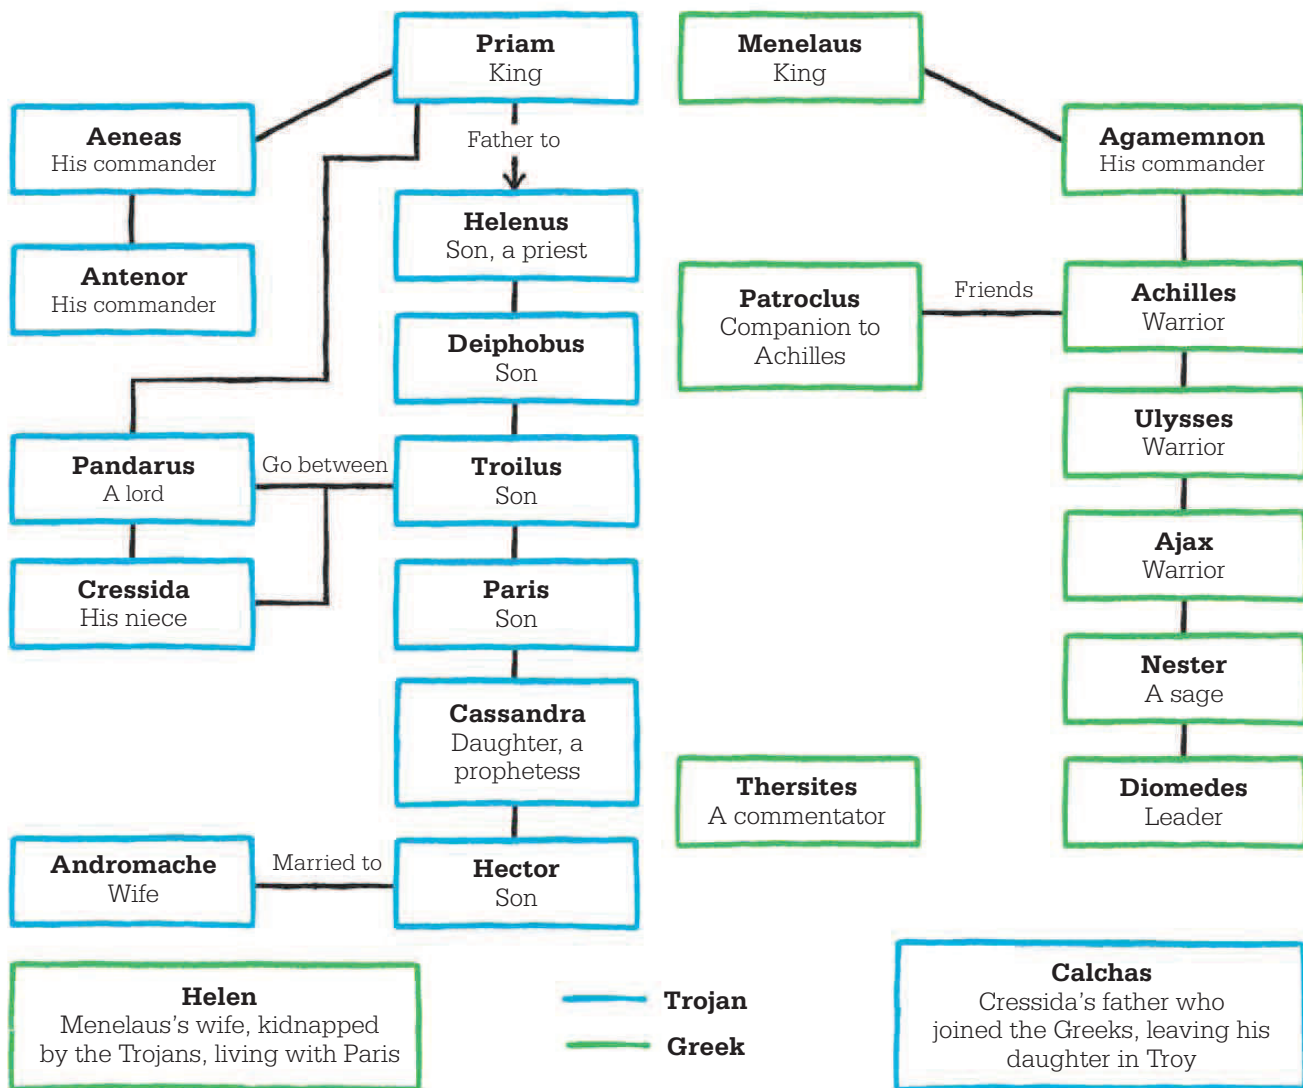 Priam
King
Menelaus
King
Aeneas
His commander
Father to
Agamemnon
His commander
Helenus
Son, a priest
Antenor
His commander
Patroclus
Companion to
Achilles
Friends
Achilles
Warrior
Deiphobus
Son
Ulysses
Warrior
Pandarus
A lord
Go between
Troilus
Son
Ajax
Warrior
Cressida
His niece
Paris
Son
Nester
A sage
Cassandra
Daughter, a
prophetess
Thersites
A commentator
Diomedes
Leader
Andromache
Wife
Married to
Hector
Son
Helen
Menelaus’s wife, kidnapped
by the Trojans, living with Paris
Trojan
Greek
Calchas
Cressida’s father who
joined the Greeks, leaving his
daughter in Troy